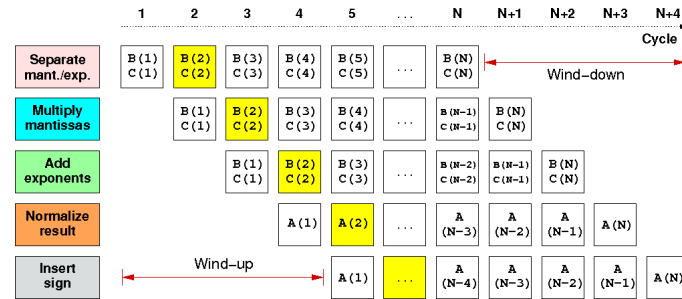 1 2 3 4 5 ... N N+1 N+2 N+3 N+4
Cycle
Separate B(1) B(2) B(3) B(4) B(5) B(N)
mant./exp. C(1) C(2) C(3) C(4) C(5) ... C(N)
Wind-down
Multiply B(1) B(2) B(3) B(4) B(N-1) B(N)
mantissas C(1) C(2) C(3) C(4) ... C(N-1) C(N)
Add B(1) B(2) B(3) B(N-2) B(N-1) B(N)
exponents C(1) C(2) C(3) ... C(N-2) C(N-1) C(N)
Normalize A(1) A(2) ... A A A A(N)
result (N-3) (N-2) (N-1)
Insert Wind-up A(1) ... A A A A A(N)
sign (N-4) (N-3) (N-2) (N-1)